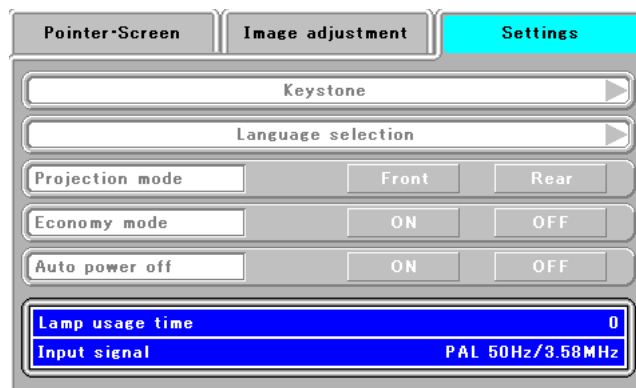 Pointer·Screen Image adjustment Settings
Keystone
Language selection
Projection mode Front Rear
Economy mode ON OFF
Auto power off ON OFF
Lamp usage time 0
Input signal PAL 50Hz/3.58MHz